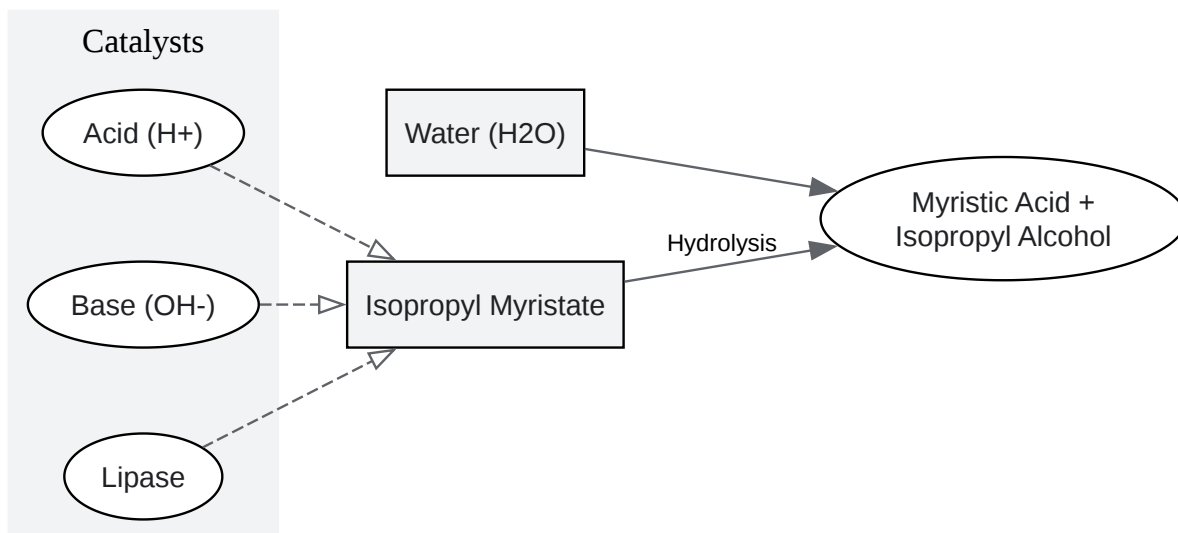 Catalysts
Acid (H+)
Base (OH-)
Lipase
Water (H2O)
Isopropyl Myristate
Hydrolysis
Myristic Acid +
Isopropyl Alcohol